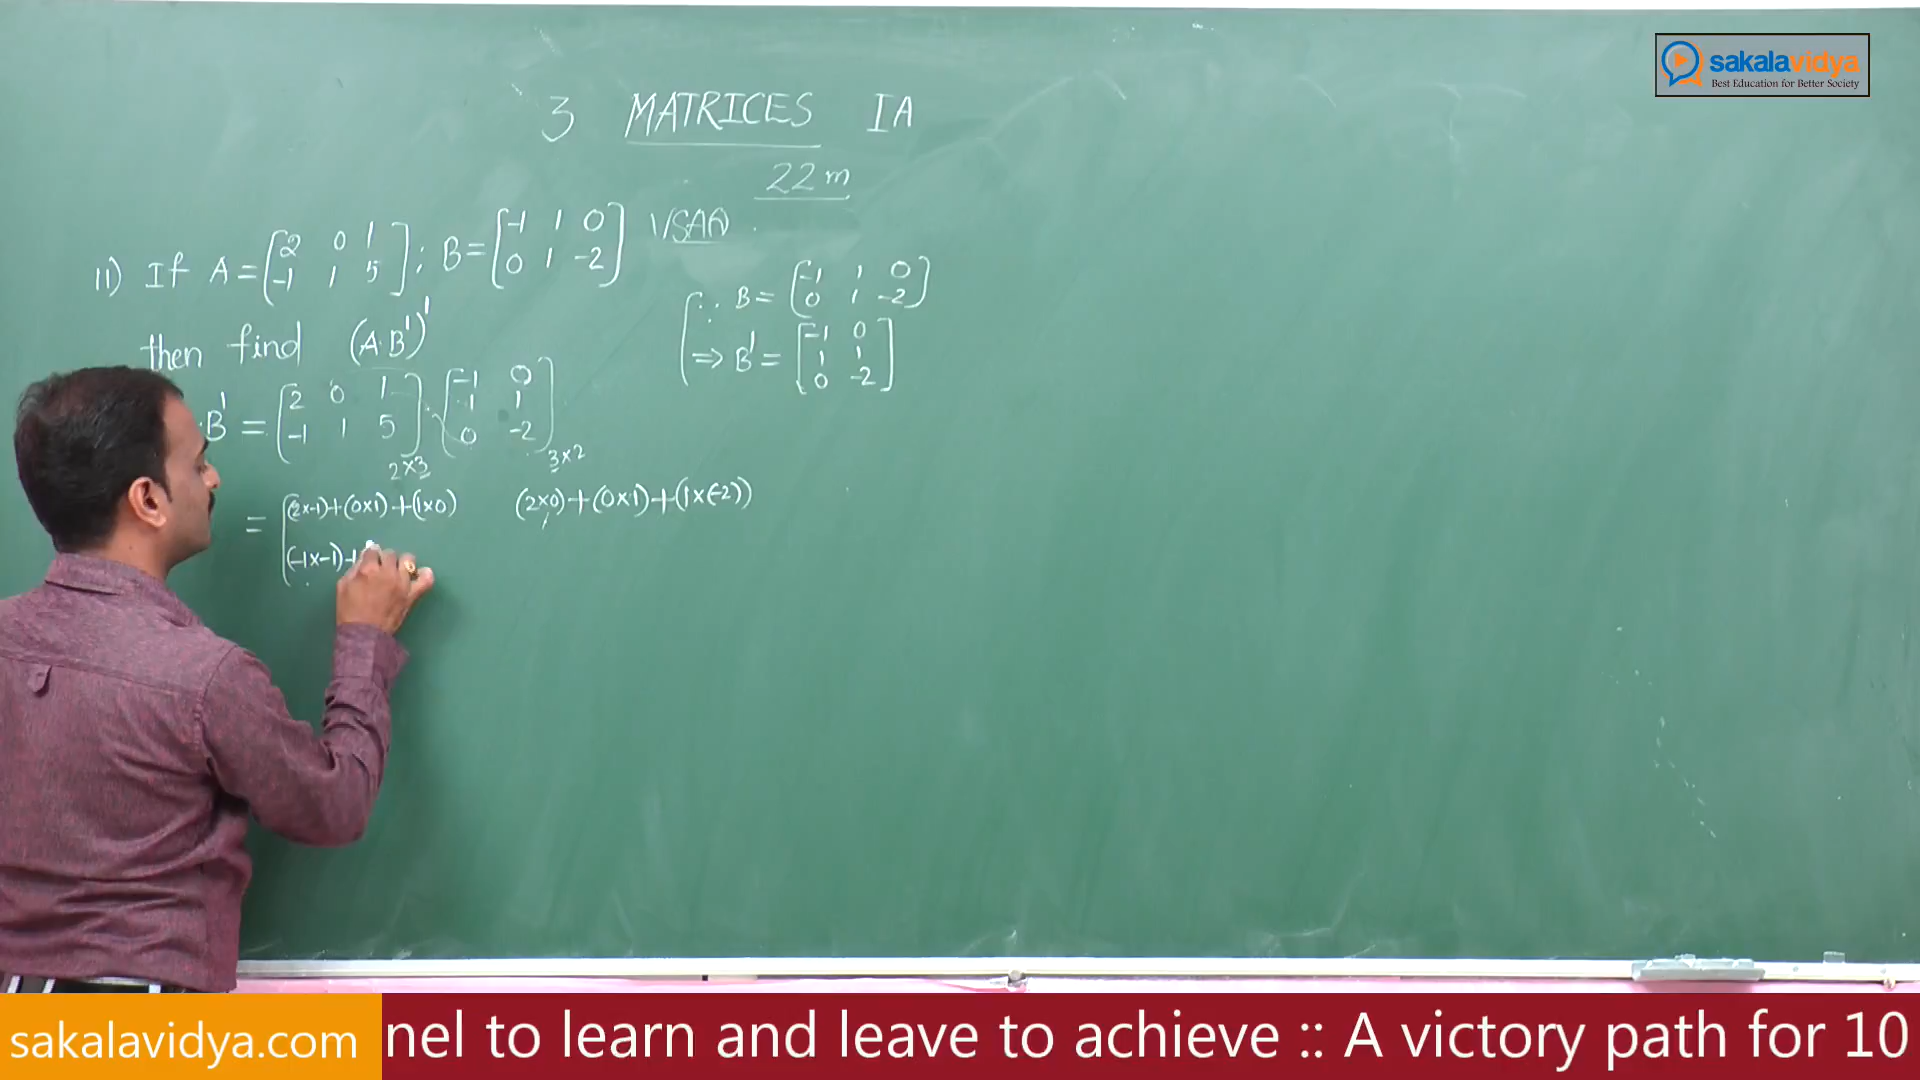 sakalavidya
Best Education for Better Society
3 MATRICES IA
22m
11) If A = [2 0 1; -1 1 5]; B = [-1 1 0; 0 1 -2] VSAQ.
then find (A·B')'
∵ B = [-1 1 0; 0 1 -2]
⇒ B' = [-1 0; 1 1; 0 -2]
·B' = [2 0 1; -1 1 5]2×3 [-1 0; 1 1; 0 -2]3×2
= [(2×-1)+(0×1)+(1×0) (2×0)+(0×1)+(1×(-2))
(-1×-1)+
sakalavidya.com
nel to learn and leave to achieve :: A victory path for 10